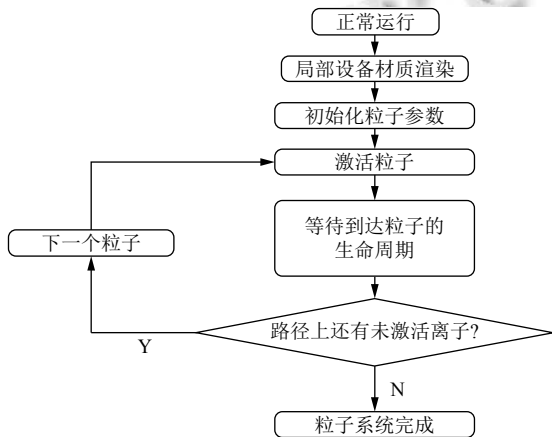 正常运行
局部设备材质渲染
初始化粒子参数
激活粒子
等待到达粒子的
生命周期
下一个粒子
路径上还有未激活离子?
Y
N
粒子系统完成